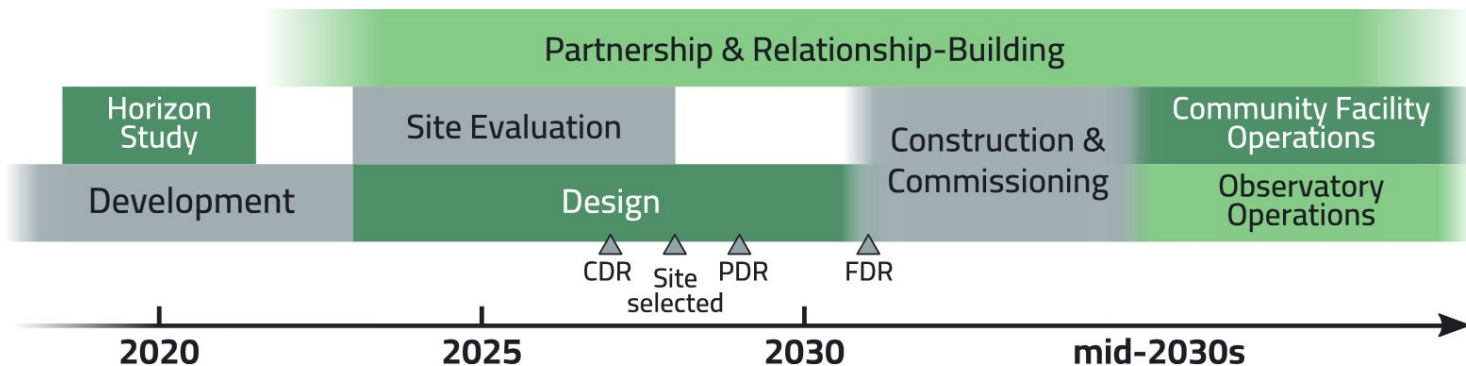 Partnership & Relationship-Building
Horizon
Study
Site Evaluation
Construction &
Commissioning
Community Facility
Operations
Development
Design
Observatory
Operations
CDR
Site
selected
PDR
FDR
2020
2025
2030
mid-2030s